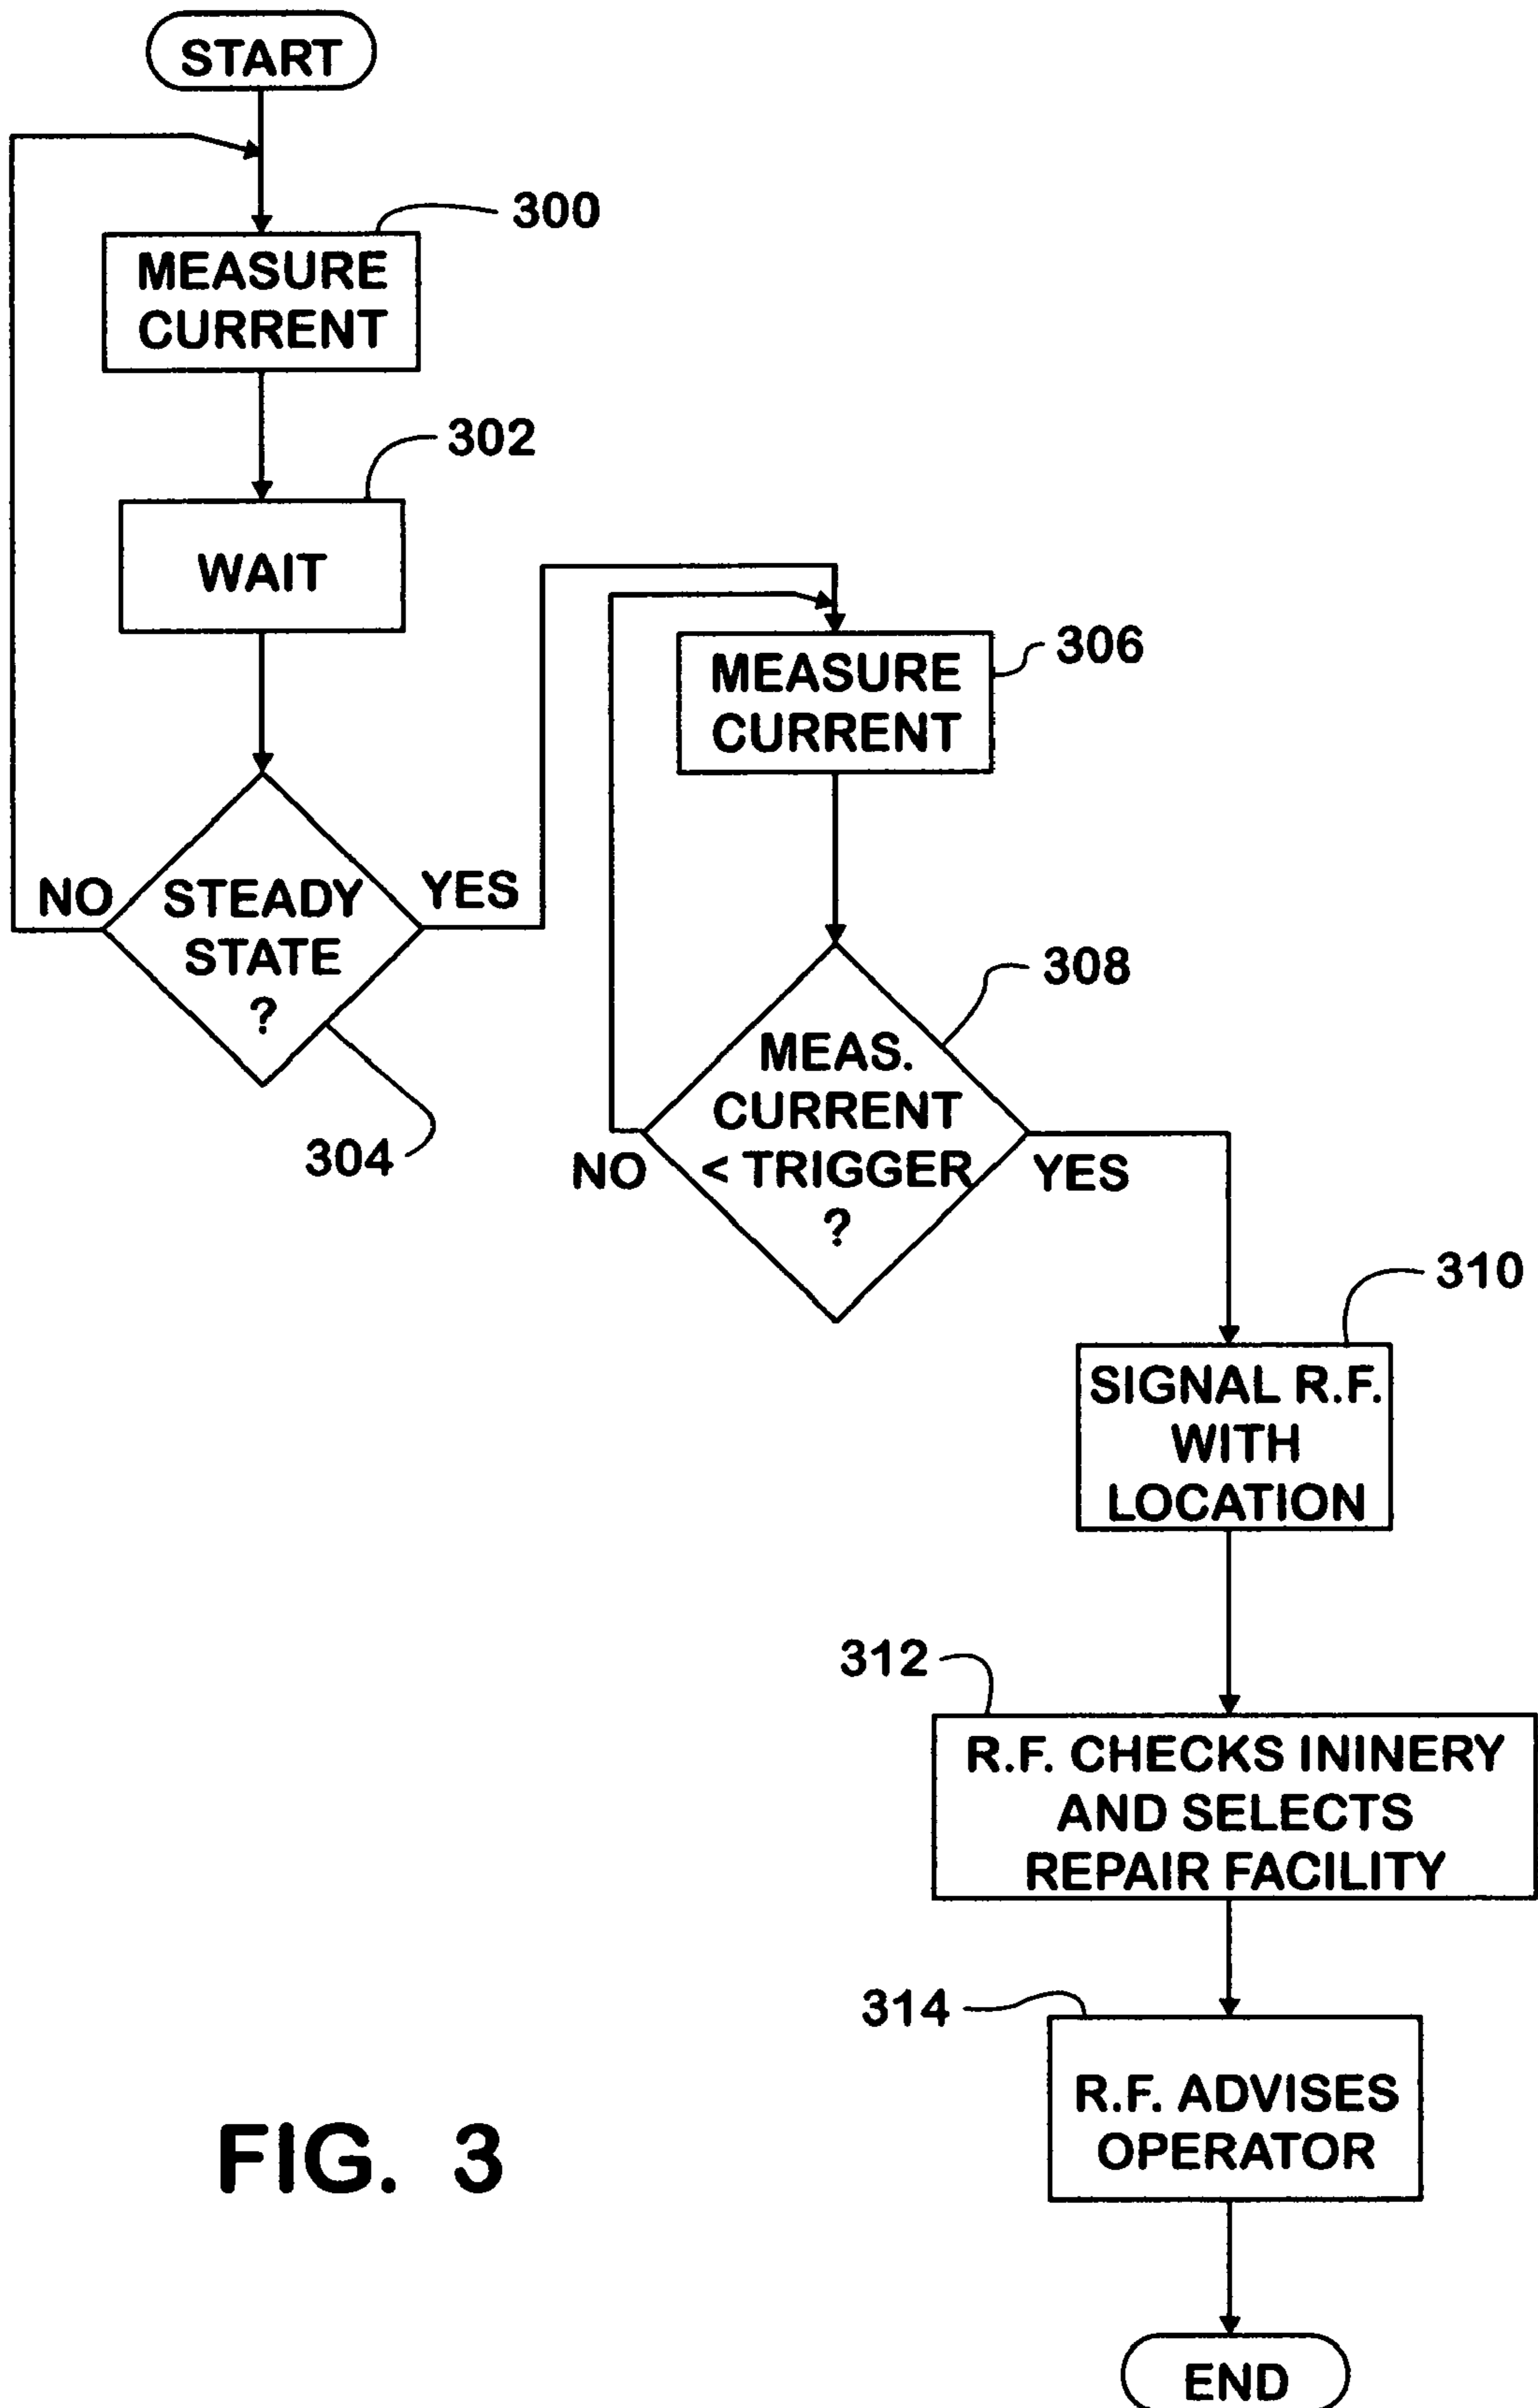 START
300
MEASURE
CURRENT
302
WAIT
NO
STEADY
STATE
?
YES
304
306
MEASURE
CURRENT
308
MEAS.
CURRENT
< TRIGGER
?
NO
YES
310
SIGNAL R.F.
WITH
LOCATION
312
R.F. CHECKS ININERY
AND SELECTS
REPAIR FACILITY
314
R.F. ADVISES
OPERATOR
END
FIG. 3